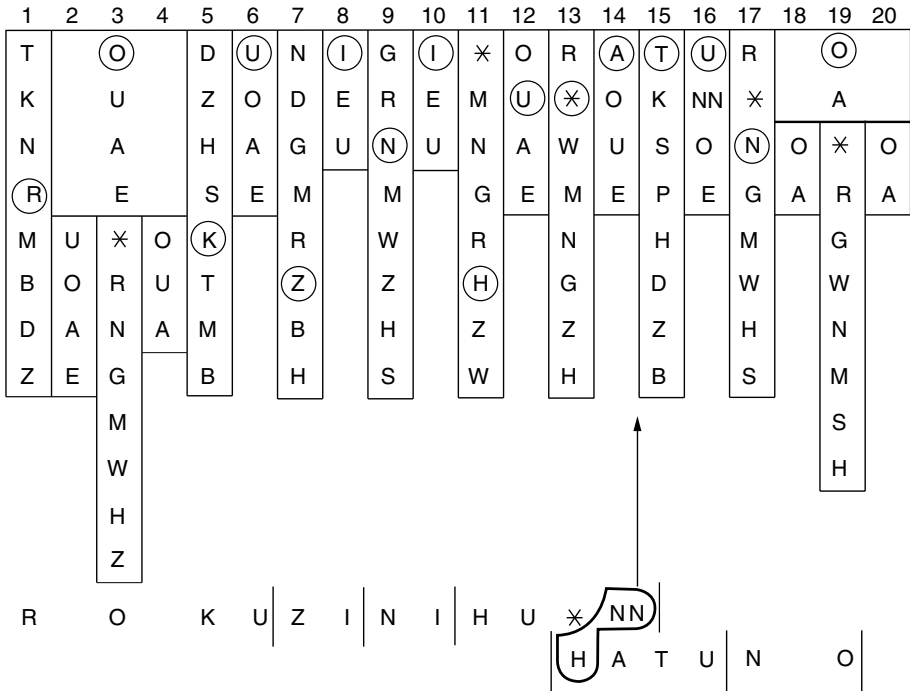 1 2 3 4 5 6 7 8 9 10 11 12 13 14 15 16 17 18 19 20
T O D U N I G I * O R A T U R O
K U Z O D E R E M U * O K NN * A
N A H A G U N U N A W U S O N O * O
R E S E M M G E M E P E G A R A
M U * O K R W R N H M G
B O R U T Z Z H G D W W
D A N A M B H Z Z Z H N
Z E G B H S W H B S M
M S
W H
H
Z
R O K U Z I N I H U * NN
H A T U N O